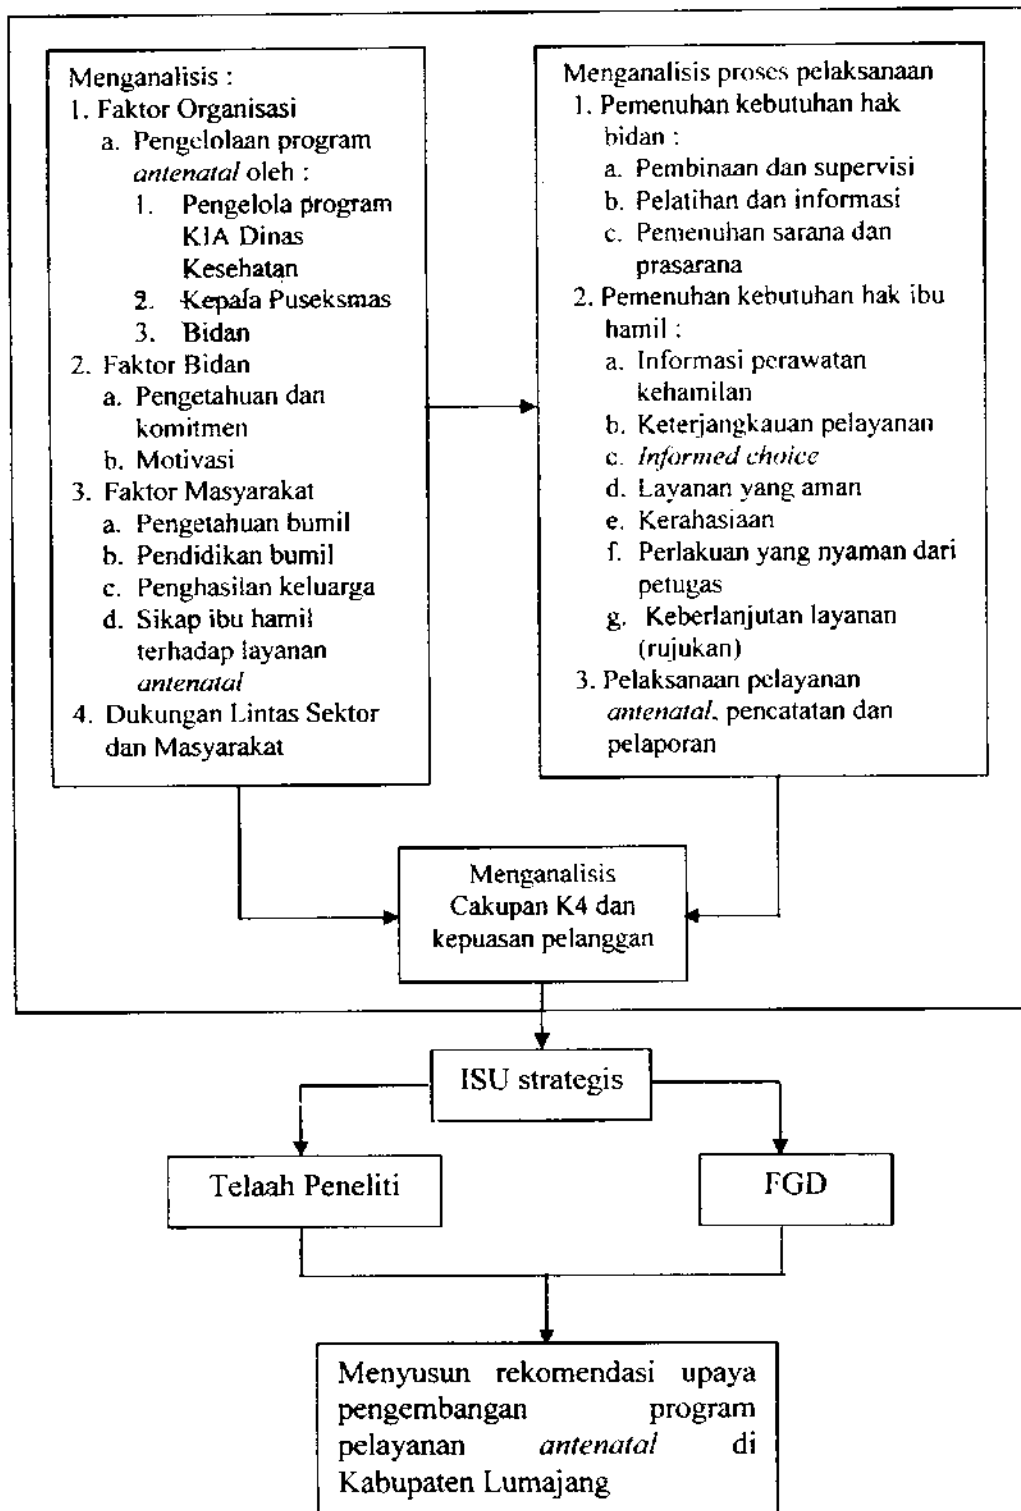 Menganalisis :
1. Faktor Organisasi
a. Pengelolaan program
antenatal oleh :
1. Pengelola program
KIA Dinas
Kesehatan
2. Kepala Puseksmas
3. Bidan
2. Faktor Bidan
a. Pengetahuan dan
komitmen
b. Motivasi
3. Faktor Masyarakat
a. Pengetahuan bumil
b. Pendidikan bumil
c. Penghasilan keluarga
d. Sikap ibu hamil
terhadap layanan
antenatal
4. Dukungan Lintas Sektor
dan Masyarakat
Menganalisis proses pelaksanaan
1. Pemenuhan kebutuhan hak
bidan :
a. Pembinaan dan supervisi
b. Pelatihan dan informasi
c. Pemenuhan sarana dan
prasarana
2. Pemenuhan kebutuhan hak ibu
hamil :
a. Informasi perawatan
kehamilan
b. Keterjangkauan pelayanan
c. Informed choice
d. Layanan yang aman
e. Kerahasiaan
f. Perlakuan yang nyaman dari
petugas
g. Keberlanjutan layanan
(rujukan)
3. Pelaksanaan pelayanan
antenatal, pencatatan dan
pelaporan
Menganalisis
Cakupan K4 dan
kepuasan pelanggan
ISU strategis
Telaah Peneliti
FGD
Menyusun rekomendasi upaya
pengembangan program
pelayanan antenatal di
Kabupaten Lumajang